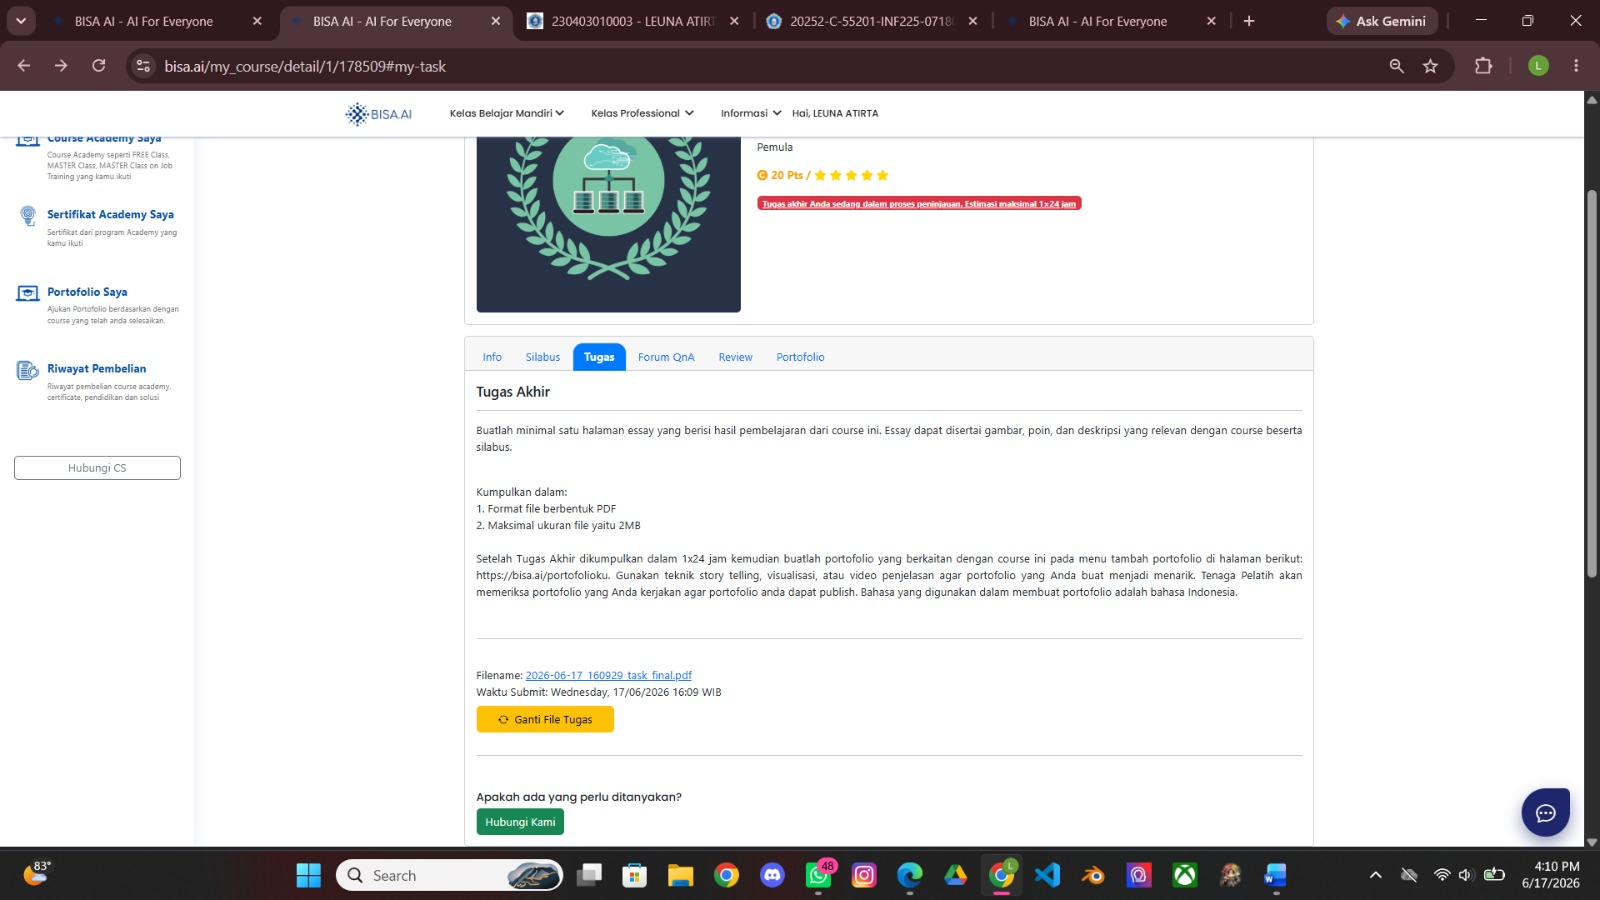 BISA AI - AI For Everyone
BISA AI - AI For Everyone
230403010003 - LEUNA ATIRT
20252-C-55201-INF225-0718
BISA AI - AI For Everyone
Ask Gemini
bisa.ai/my_course/detail/1/178509#my-task
L
BISA.AI
Kelas Belajar Mandiri
Kelas Professional
Informasi
Hai, LEUNA ATIRTA
Course Academy Saya
Course Academy seperti FREE Class,
MASTER Class, MASTER Class on Job
Training yang kamu ikuti
Sertifikat Academy Saya
Sertifikat dari program Academy yang
kamu ikuti
Portofolio Saya
Ajukan Portofolio berdasarkan dengan
course yang telah anda selesaikan.
Riwayat Pembelian
Riwayat pembelian course academy,
certificate, pendidikan dan solusi
Hubungi CS
Pemula
20 Pts /
Tugas akhir Anda sedang dalam proses peninjauan. Estimasi maksimal 1x24 jam
Info
Silabus
Tugas
Forum QnA
Review
Portofolio
Tugas Akhir
Buatlah minimal satu halaman essay yang berisi hasil pembelajaran dari course ini. Essay dapat disertai gambar, poin, dan deskripsi yang relevan dengan course beserta
silabus.
Kumpulkan dalam:
1. Format file berbentuk PDF
2. Maksimal ukuran file yaitu 2MB
Setelah Tugas Akhir dikumpulkan dalam 1x24 jam kemudian buatlah portofolio yang berkaitan dengan course ini pada menu tambah portofolio di halaman berikut:
https://bisa.ai/portofolioku. Gunakan teknik story telling, visualisasi, atau video penjelasan agar portofolio yang Anda buat menjadi menarik. Tenaga Pelatih akan
memeriksa portofolio yang Anda kerjakan agar portofolio anda dapat publish. Bahasa yang digunakan dalam membuat portofolio adalah bahasa Indonesia.
Filename: 2026-06-17_160929_task_final.pdf
Waktu Submit: Wednesday, 17/06/2026 16:09 WIB
Ganti File Tugas
Apakah ada yang perlu ditanyakan?
Hubungi Kami
83°
Search
48
L
4:10 PM
6/17/2026